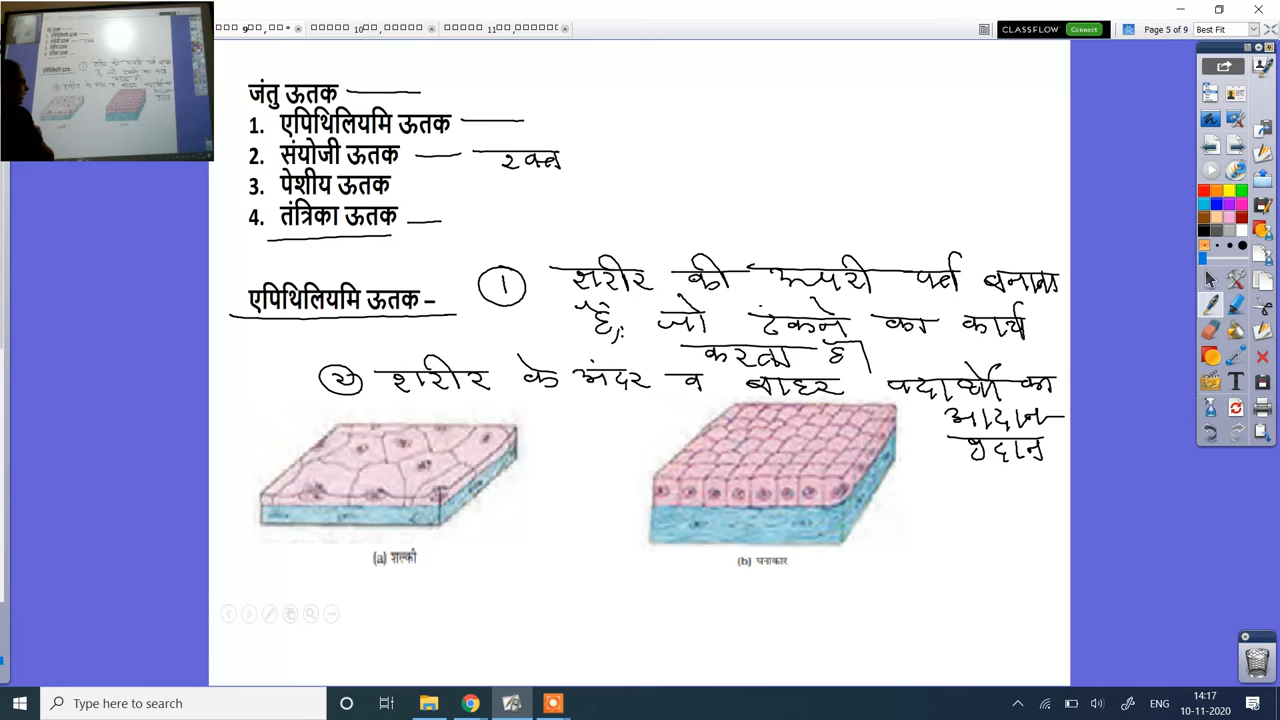 CLASSFLOW Connect
Page 5 of 9
Best Fit
जंतु ऊतक
1. एपिथिलियमि ऊतक
2. संयोजी ऊतक
रक्त
3. पेशीय ऊतक
4. तंत्रिका ऊतक
एपिथिलियमि ऊतक –
① शरीर की ऊपरी पर्त बनाता
है, जो ढंकने का कार्य
करता है।
② शरीर के अंदर व बाहर पदार्थो का
आदान
प्रदान
(a) शल्की
(b) घनाकार
Type here to search
ENG
14:17
10-11-2020